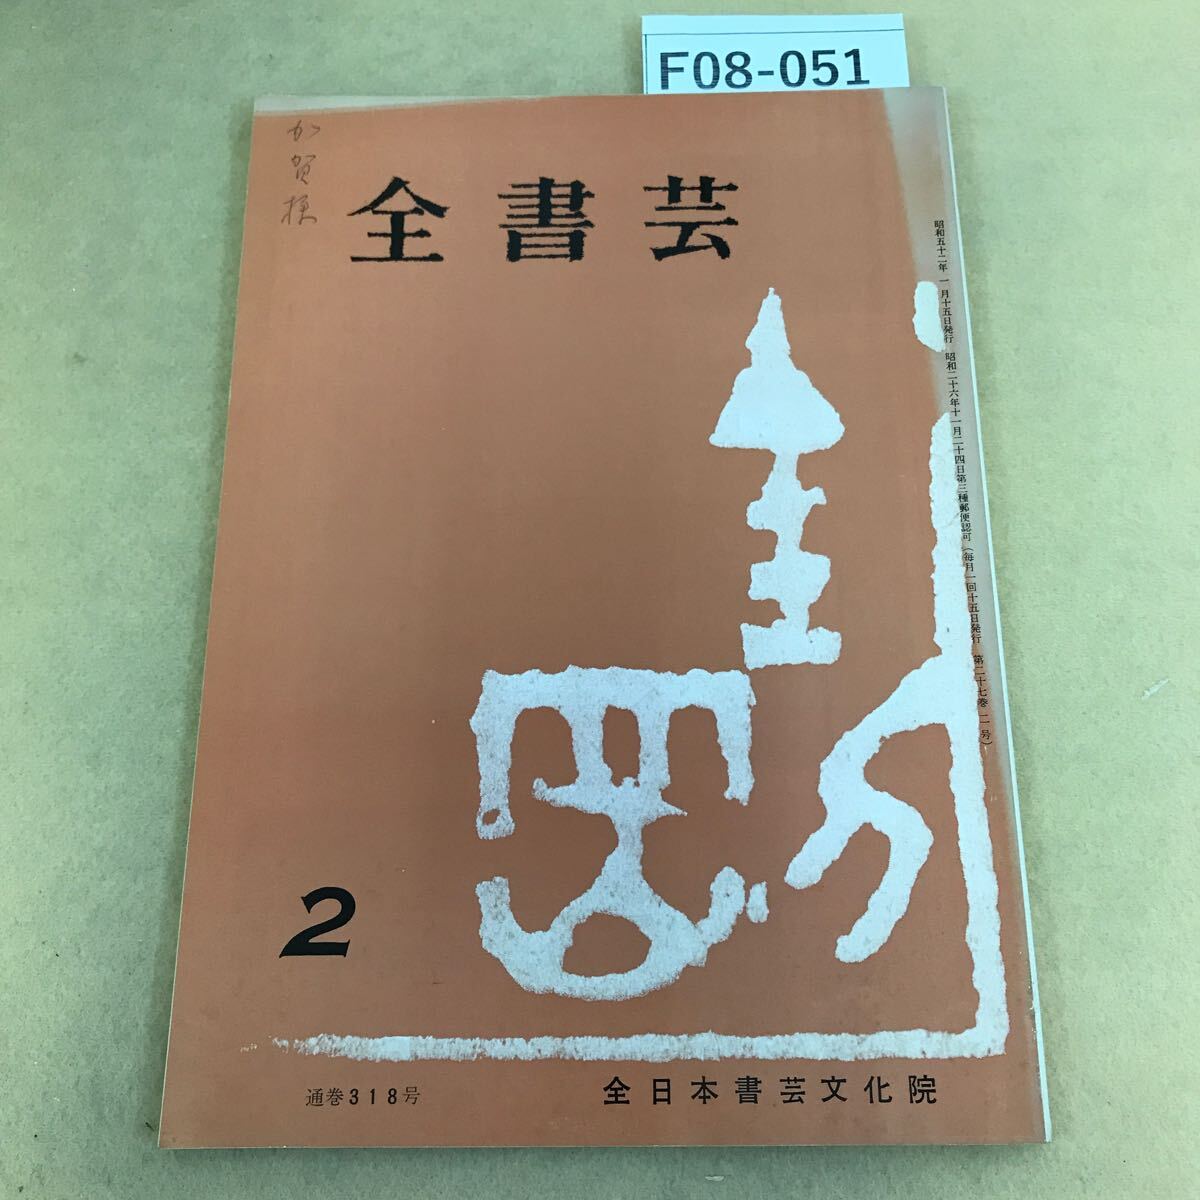 F08-051
加賀様
全書芸
昭和五十二年一月十五日発行 昭和二十六年十一月二十四日第三種郵便認可（毎月一回十五日発行 第二十七巻二号）
2
通巻318号
全日本書芸文化院